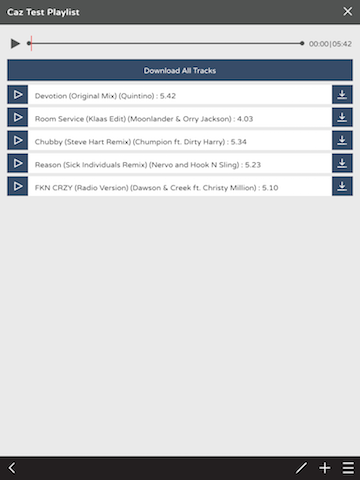 Caz Test Playlist
00:00|05:42
Download All Tracks
Devotion (Original Mix) (Quintino) : 5.42
Room Service (Klaas Edit) (Moonlander & Orry Jackson) : 4.03
Chubby (Steve Hart Remix) (Chumpion ft. Dirty Harry) : 5.34
Reason (Sick Individuals Remix) (Nervo and Hook N Sling) : 5.23
FKN CRZY (Radio Version) (Dawson & Creek ft. Christy Million) : 5.10